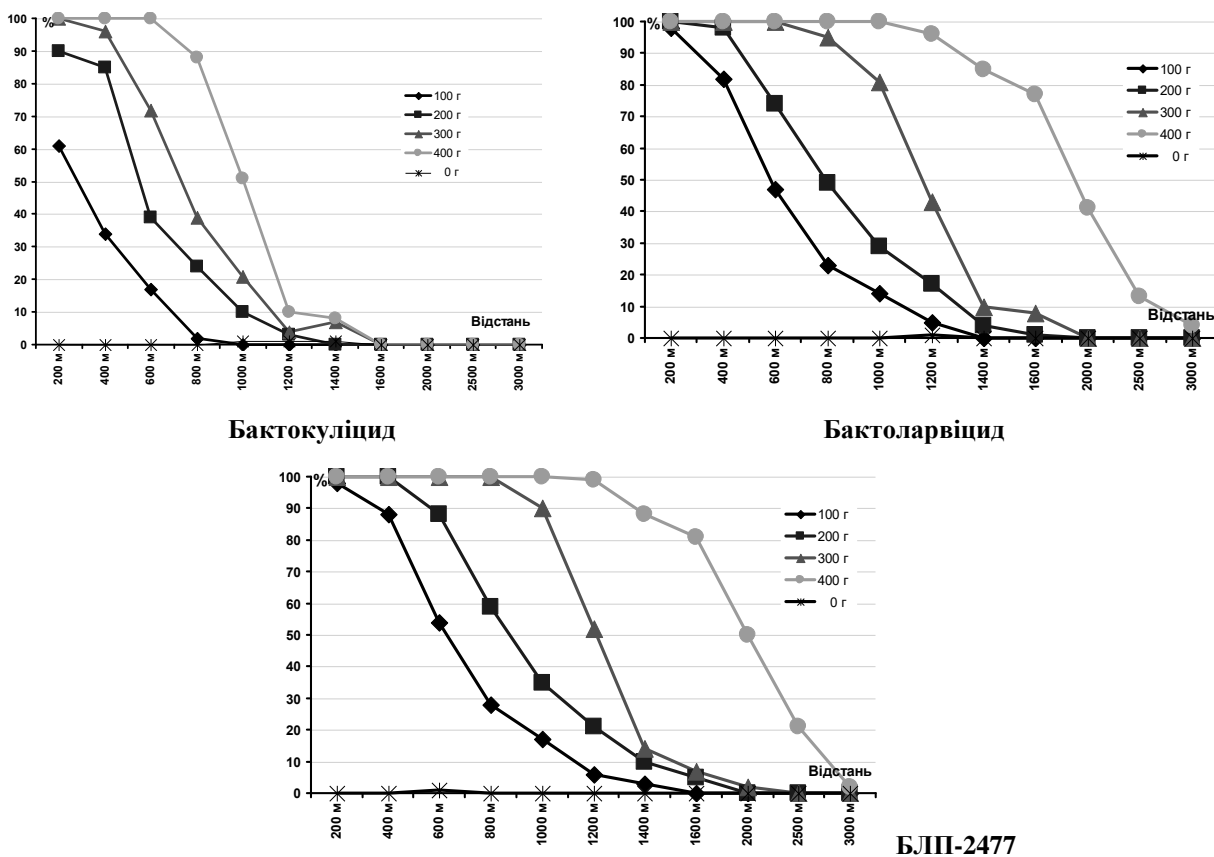 %
100
90
80
70
60
50
40
30
20
10
0
100 г
200 г
300 г
400 г
0 г
Відстань
200 м
400 м
600 м
800 м
1000 м
1200 м
1400 м
1600 м
2000 м
2500 м
3000 м
Бактокуліцид
%
100
90
80
70
60
50
40
30
20
10
0
100 г
200 г
300 г
400 г
0 г
Відстань
200 м
400 м
600 м
800 м
1000 м
1200 м
1400 м
1600 м
2000 м
2500 м
3000 м
Бактоларвіцид
%
100
90
80
70
60
50
40
30
20
10
0
100 г
200 г
300 г
400 г
0 г
Відстань
200 м
400 м
600 м
800 м
1000 м
1200 м
1400 м
1600 м
2000 м
2500 м
3000 м
БЛП-2477